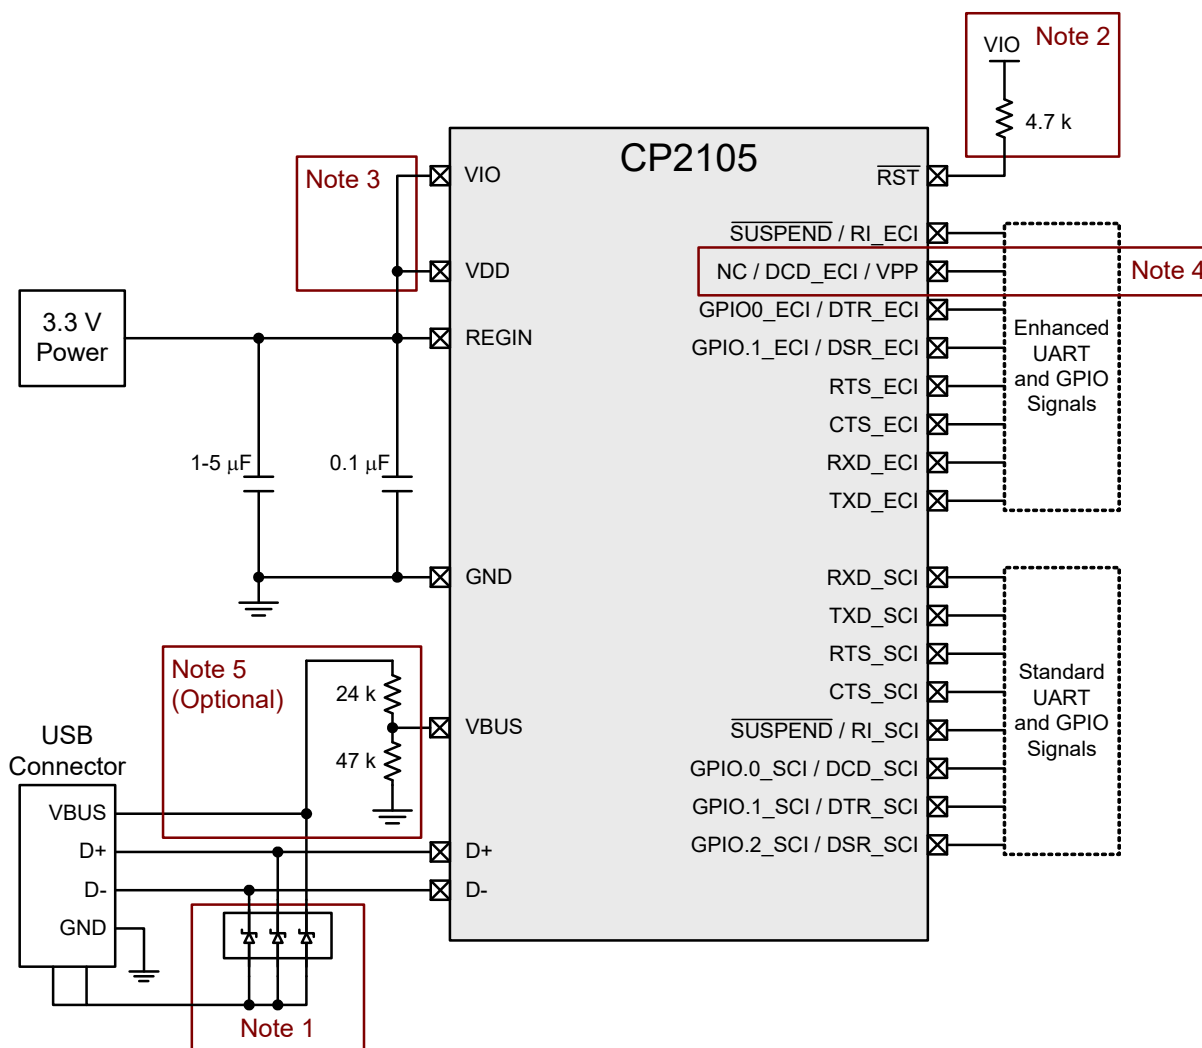 Note 2
VIO
4.7 k
CP2105
Note 3
VIO
VDD
REGIN
3.3 V
Power
1-5 μF
0.1 μF
GND
RST
SUSPEND / RI_ECI
NC / DCD_ECI / VPP
Note 4
GPIO0_ECI / DTR_ECI
GPIO.1_ECI / DSR_ECI
RTS_ECI
CTS_ECI
RXD_ECI
TXD_ECI
Enhanced
UART
and GPIO
Signals
RXD_SCI
TXD_SCI
RTS_SCI
CTS_SCI
SUSPEND / RI_SCI
GPIO.0_SCI / DCD_SCI
GPIO.1_SCI / DTR_SCI
GPIO.2_SCI / DSR_SCI
Standard
UART
and GPIO
Signals
Note 5
(Optional)
24 k
47 k
VBUS
USB
Connector
VBUS
D+
D-
GND
D+
D-
Note 1